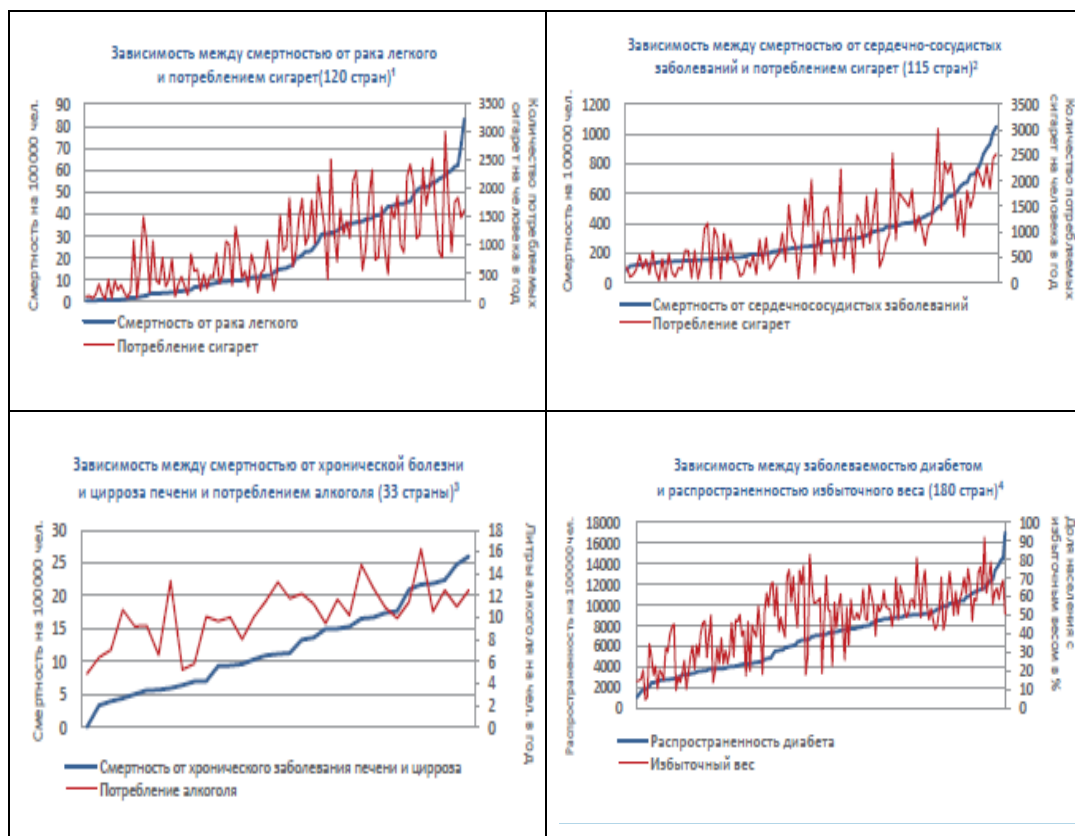 Зависимость между смертностью от рака легкого
и потреблением сигарет(120 стран)¹
Смертность на 100000 чел.
90
80
70
60
50
40
30
20
10
0
3500
3000
2500
2000
1500
1000
500
0
Количество потребляемых
сигарет на человека в год
Смертность от рака легкого
Потребление сигарет
Зависимость между смертностью от сердечно-сосудистых
заболеваний и потреблением сигарет (115 стран)²
Смертность на 100000 чел.
1200
1000
800
600
400
200
0
3500
3000
2500
2000
1500
1000
500
0
Количество потребляемых
сигарет на человека в год
Смертность от сердечнососудистых заболеваний
Потребление сигарет
Зависимость между смертностью от хронической болезни
и цирроза печени и потреблением алкоголя (33 страны)³
Смертность на 100000 чел.
30
25
20
15
10
5
0
18
16
14
12
10
8
6
4
2
0
Литры алкоголя на чел. в год
Смертность от хронического заболевания печени и цирроза
Потребление алкоголя
Зависимость между заболеваемостью диабетом
и распространенностью избыточного веса (180 стран)⁴
Распространенность на 100000чел.
18000
16000
14000
12000
10000
8000
6000
4000
2000
0
100
90
80
70
60
50
40
30
20
10
0
Доля населения с
избыточным весом в %
Распространенность диабета
Избыточный вес